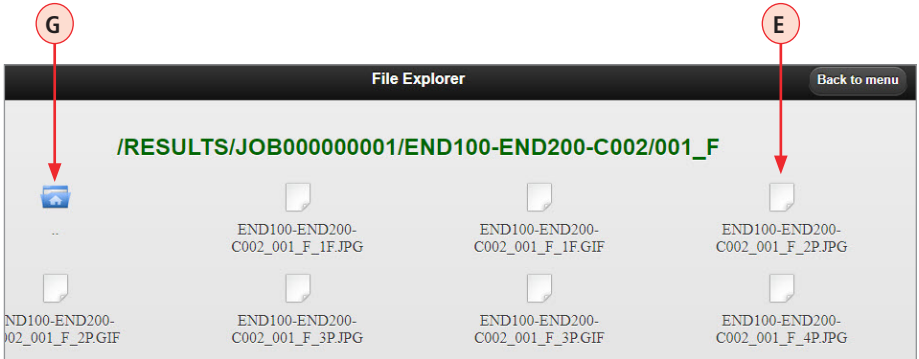 G E
File Explorer Back to menu
/RESULTS/JOB000000001/END100-END200-C002/001_F
..
END100-END200-
C002_001_F_1F.JPG
END100-END200-
C002_001_F_1F.GIF
END100-END200-
C002_001_F_2P.JPG
ND100-END200-
02_001_F_2P.GIF
END100-END200-
C002_001_F_3P.JPG
END100-END200-
C002_001_F_3P.GIF
END100-END200-
C002_001_F_4P.JPG